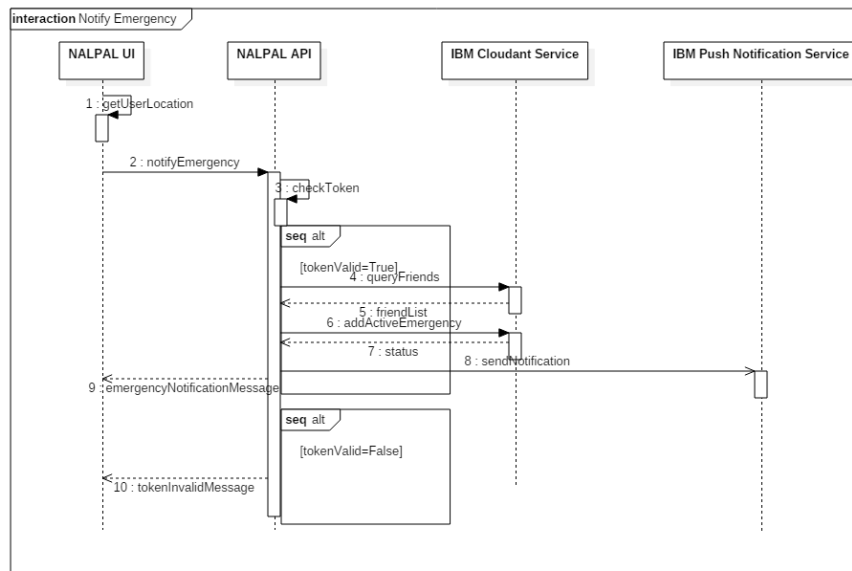 interaction Notify Emergency
NALPAL UI
NALPAL API
IBM Cloudant Service
IBM Push Notification Service
1 : getUserLocation
2 : notifyEmergency
3 : checkToken
seq alt
[tokenValid=True]
4 : queryFriends
5 : friendList
6 : addActiveEmergency
7 : status
8 : sendNotification
9 : emergencyNotificationMessage
seq alt
[tokenValid=False]
10 : tokenInvalidMessage